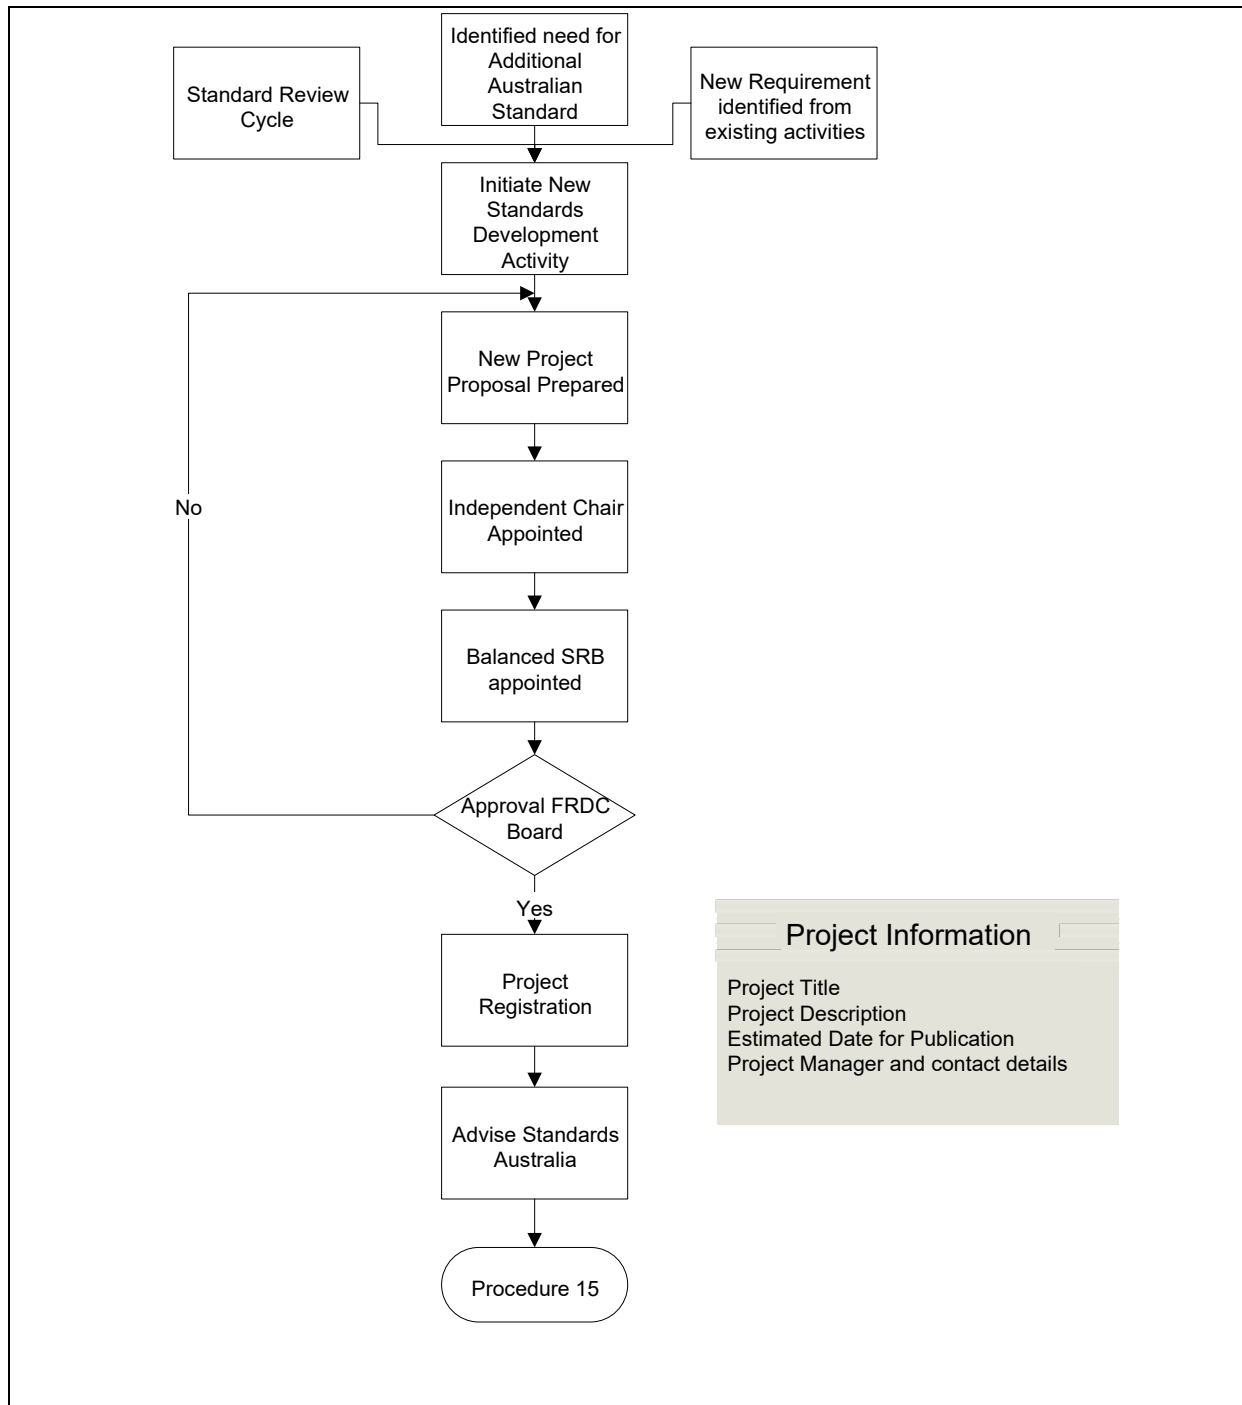 Identified need for
Additional
Australian
Standard
Standard Review
Cycle
New Requirement
identified from
existing activities
Initiate New
Standards
Development
Activity
New Project
Proposal Prepared
Independent Chair
Appointed
No
Balanced SRB
appointed
Approval FRDC
Board
Yes
Project
Registration
Project Information
Project Title
Project Description
Estimated Date for Publication
Project Manager and contact details
Advise Standards
Australia
Procedure 15